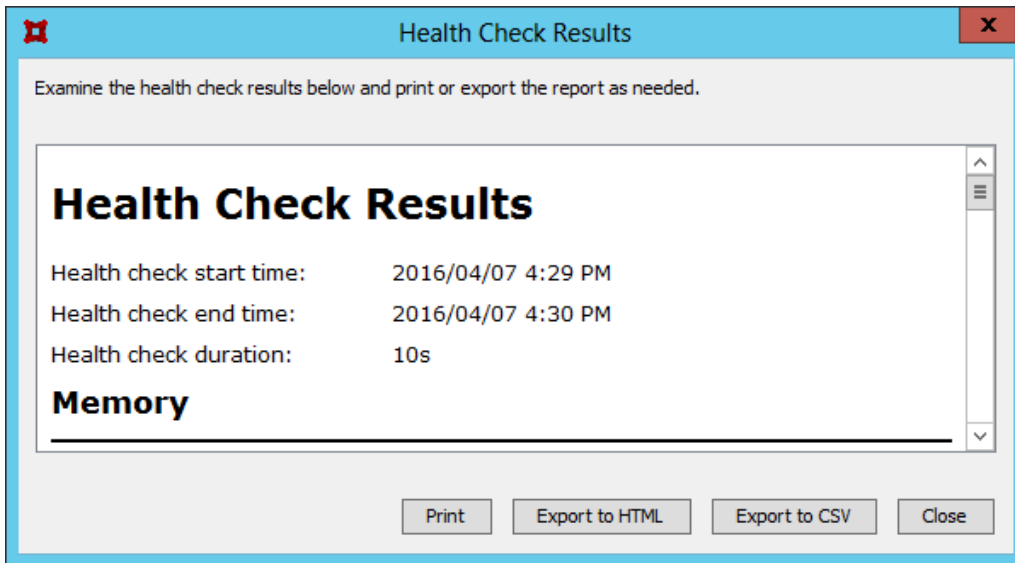 Health Check Results
x
Examine the health check results below and print or export the report as needed.
Health Check Results
Health check start time: 2016/04/07 4:29 PM
Health check end time: 2016/04/07 4:30 PM
Health check duration: 10s
Memory
Print Export to HTML Export to CSV Close